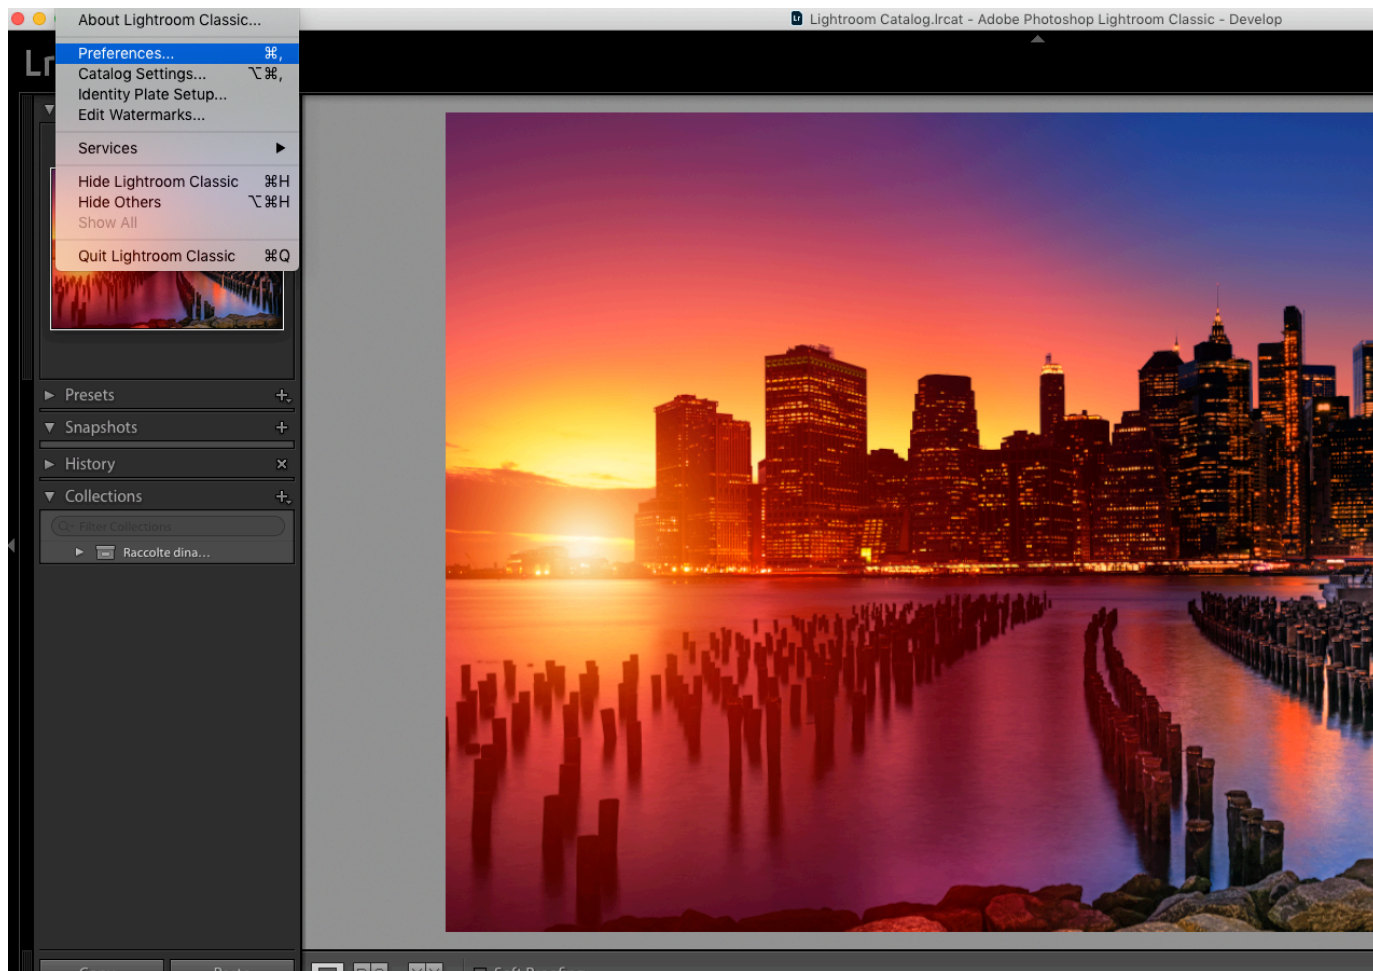 About Lightroom Classic...
Lightroom Catalog.lrcat - Adobe Photoshop Lightroom Classic - Develop
Lr
Preferences... ⌘,
Catalog Settings... ⌥⌘,
Identity Plate Setup...
Edit Watermarks...
Services
Hide Lightroom Classic ⌘H
Hide Others ⌥⌘H
Show All
Quit Lightroom Classic ⌘Q
Presets
Snapshots
History
Collections
Filter Collections
Raccolte dina...